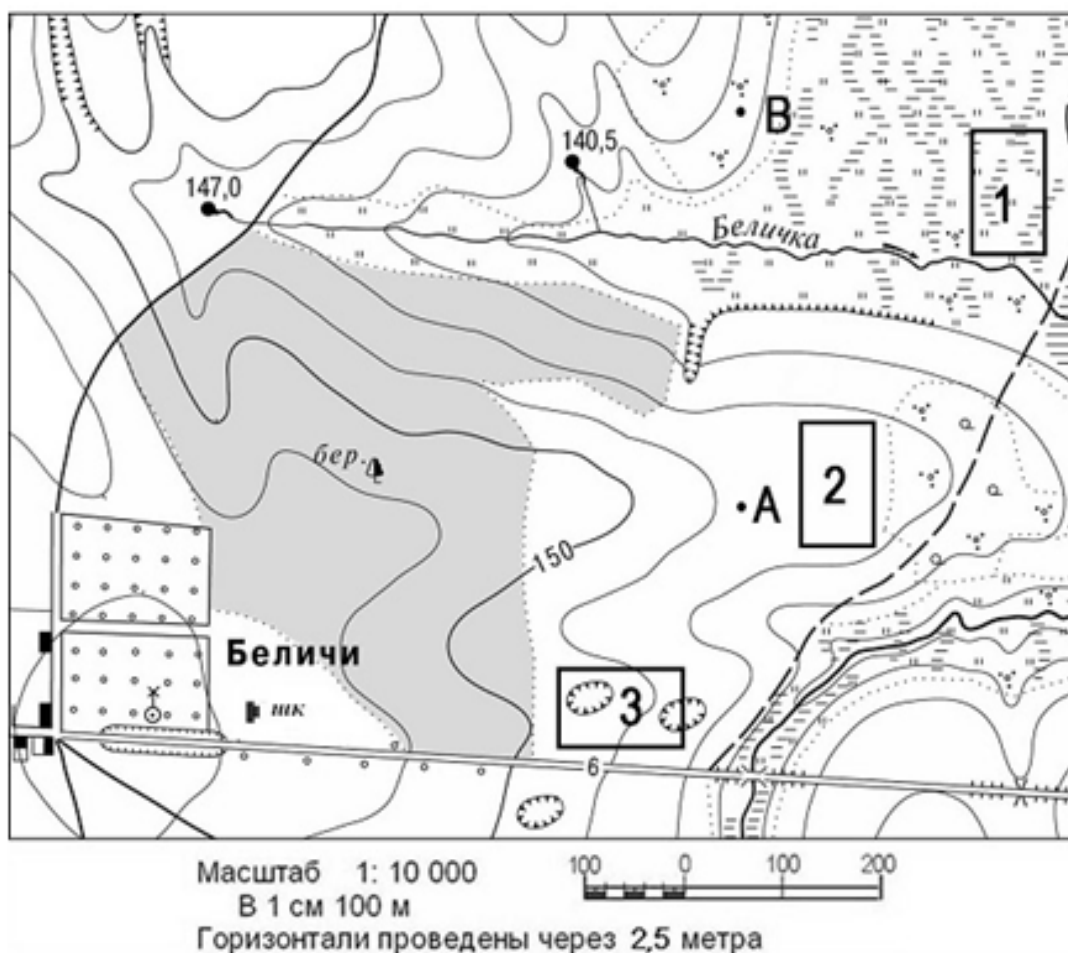 В
140,5
147,0
1
Беличка
бер.
2
А
150
Беличи
шк
3
6
100 0 100 200
Масштаб 1: 10 000
В 1 см 100 м
Горизонтали проведены через 2,5 метра